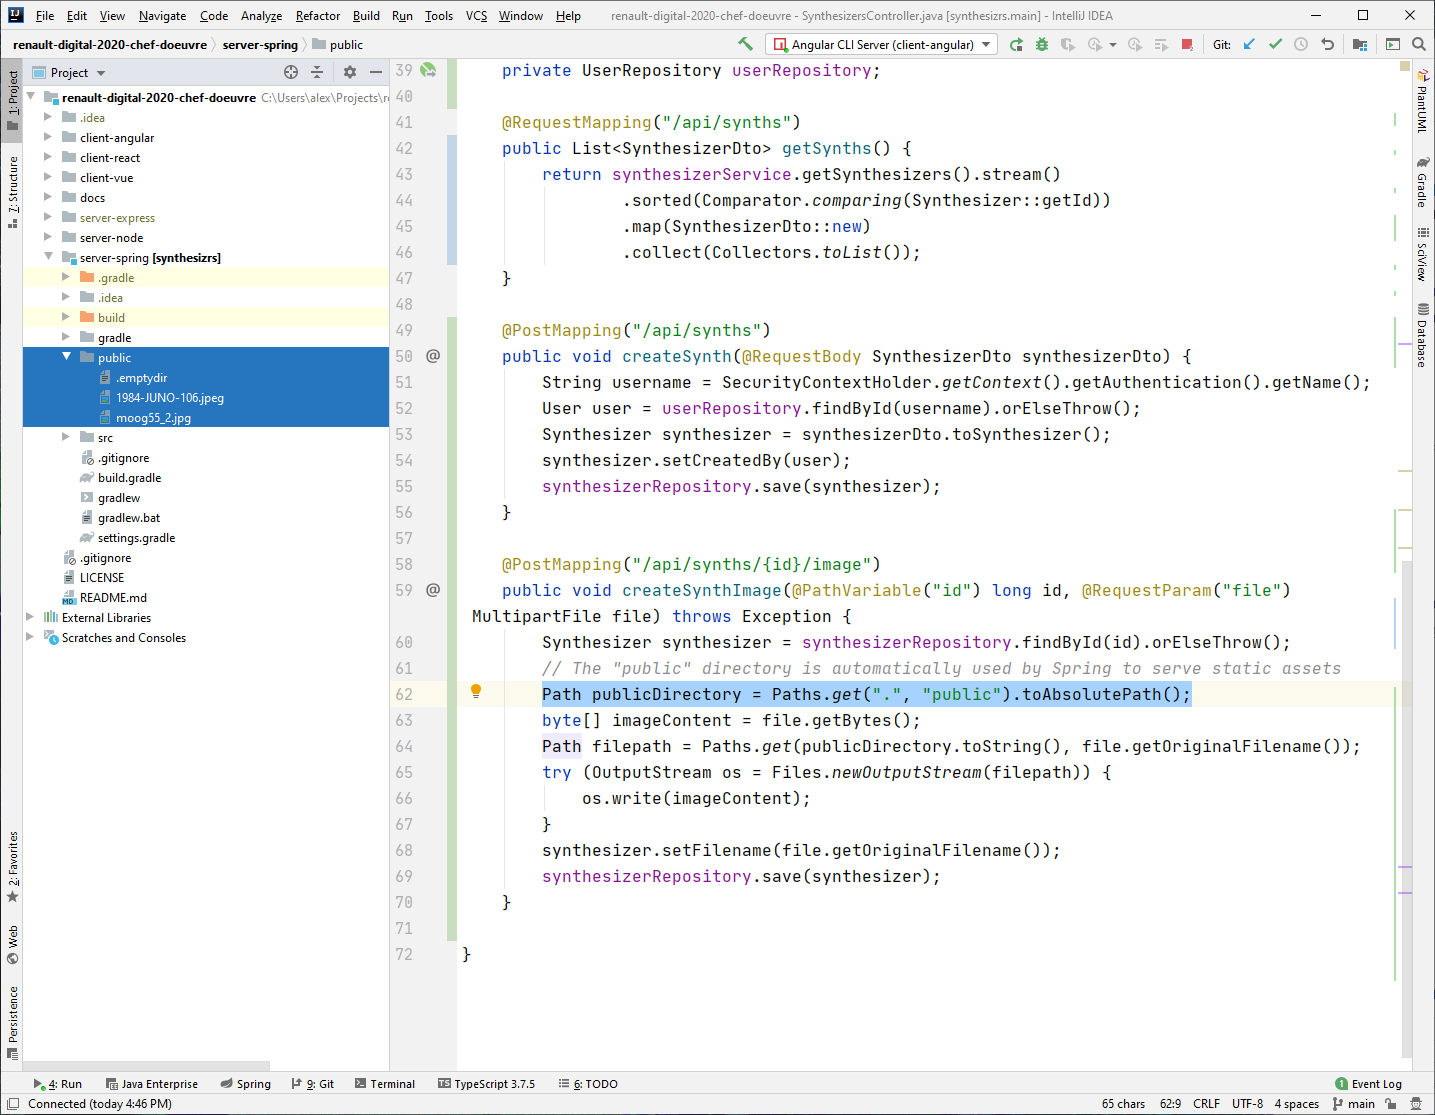 File Edit View Navigate Code Analyze Refactor Build Run Tools VCS Window Help renault-digital-2020-chef-doeuvre - SynthesizersController.java [synthesizrs.main] - IntelliJ IDEA
renault-digital-2020-chef-doeuvre server-spring public Angular CLI Server (client-angular) Git:
Project
1: Project
7: Structure
2: Favorites
Web
Persistence
renault-digital-2020-chef-doeuvre C:\Users\alex\Projects\re
.idea
client-angular
client-react
client-vue
docs
server-express
server-node
server-spring [synthesizrs]
.gradle
.idea
build
gradle
public
.emptydir
1984-JUNO-106.jpeg
moog55_2.jpg
src
.gitignore
build.gradle
gradlew
gradlew.bat
settings.gradle
.gitignore
LICENSE
README.md
External Libraries
Scratches and Consoles
39 private UserRepository userRepository;
40
41 @RequestMapping("/api/synths")
42 public List<SynthesizerDto> getSynths() {
43 return synthesizerService.getSynthesizers().stream()
44 .sorted(Comparator.comparing(Synthesizer::getId))
45 .map(SynthesizerDto::new)
46 .collect(Collectors.toList());
47 }
48
49 @PostMapping("/api/synths")
50 @ public void createSynth(@RequestBody SynthesizerDto synthesizerDto) {
51 String username = SecurityContextHolder.getContext().getAuthentication().getName();
52 User user = userRepository.findById(username).orElseThrow();
53 Synthesizer synthesizer = synthesizerDto.toSynthesizer();
54 synthesizer.setCreatedBy(user);
55 synthesizerRepository.save(synthesizer);
56 }
57
58 @PostMapping("/api/synths/{id}/image")
59 @ public void createSynthImage(@PathVariable("id") long id, @RequestParam("file")
MultipartFile file) throws Exception {
60 Synthesizer synthesizer = synthesizerRepository.findById(id).orElseThrow();
61 // The "public" directory is automatically used by Spring to serve static assets
62 Path publicDirectory = Paths.get(".", "public").toAbsolutePath();
63 byte[] imageContent = file.getBytes();
64 Path filepath = Paths.get(publicDirectory.toString(), file.getOriginalFilename());
65 try (OutputStream os = Files.newOutputStream(filepath)) {
66 os.write(imageContent);
67 }
68 synthesizer.setFilename(file.getOriginalFilename());
69 synthesizerRepository.save(synthesizer);
70 }
71
72 }
PlantUML
Gradle
SciView
Database
4: Run Java Enterprise Spring 9: Git Terminal TypeScript 3.7.5 6: TODO 1 Event Log
Connected (today 4:46 PM) 65 chars 62:9 CRLF UTF-8 4 spaces main